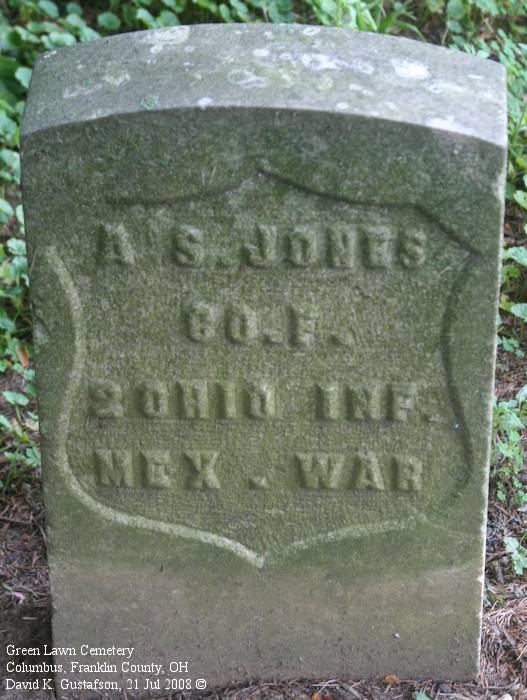 A S. JONES
CO. F.
2 OHIO INF.
MEX. WAR
Green Lawn Cemetery
Columbus, Franklin County, OH
David K. Gustafson, 21 Jul 2008 ©